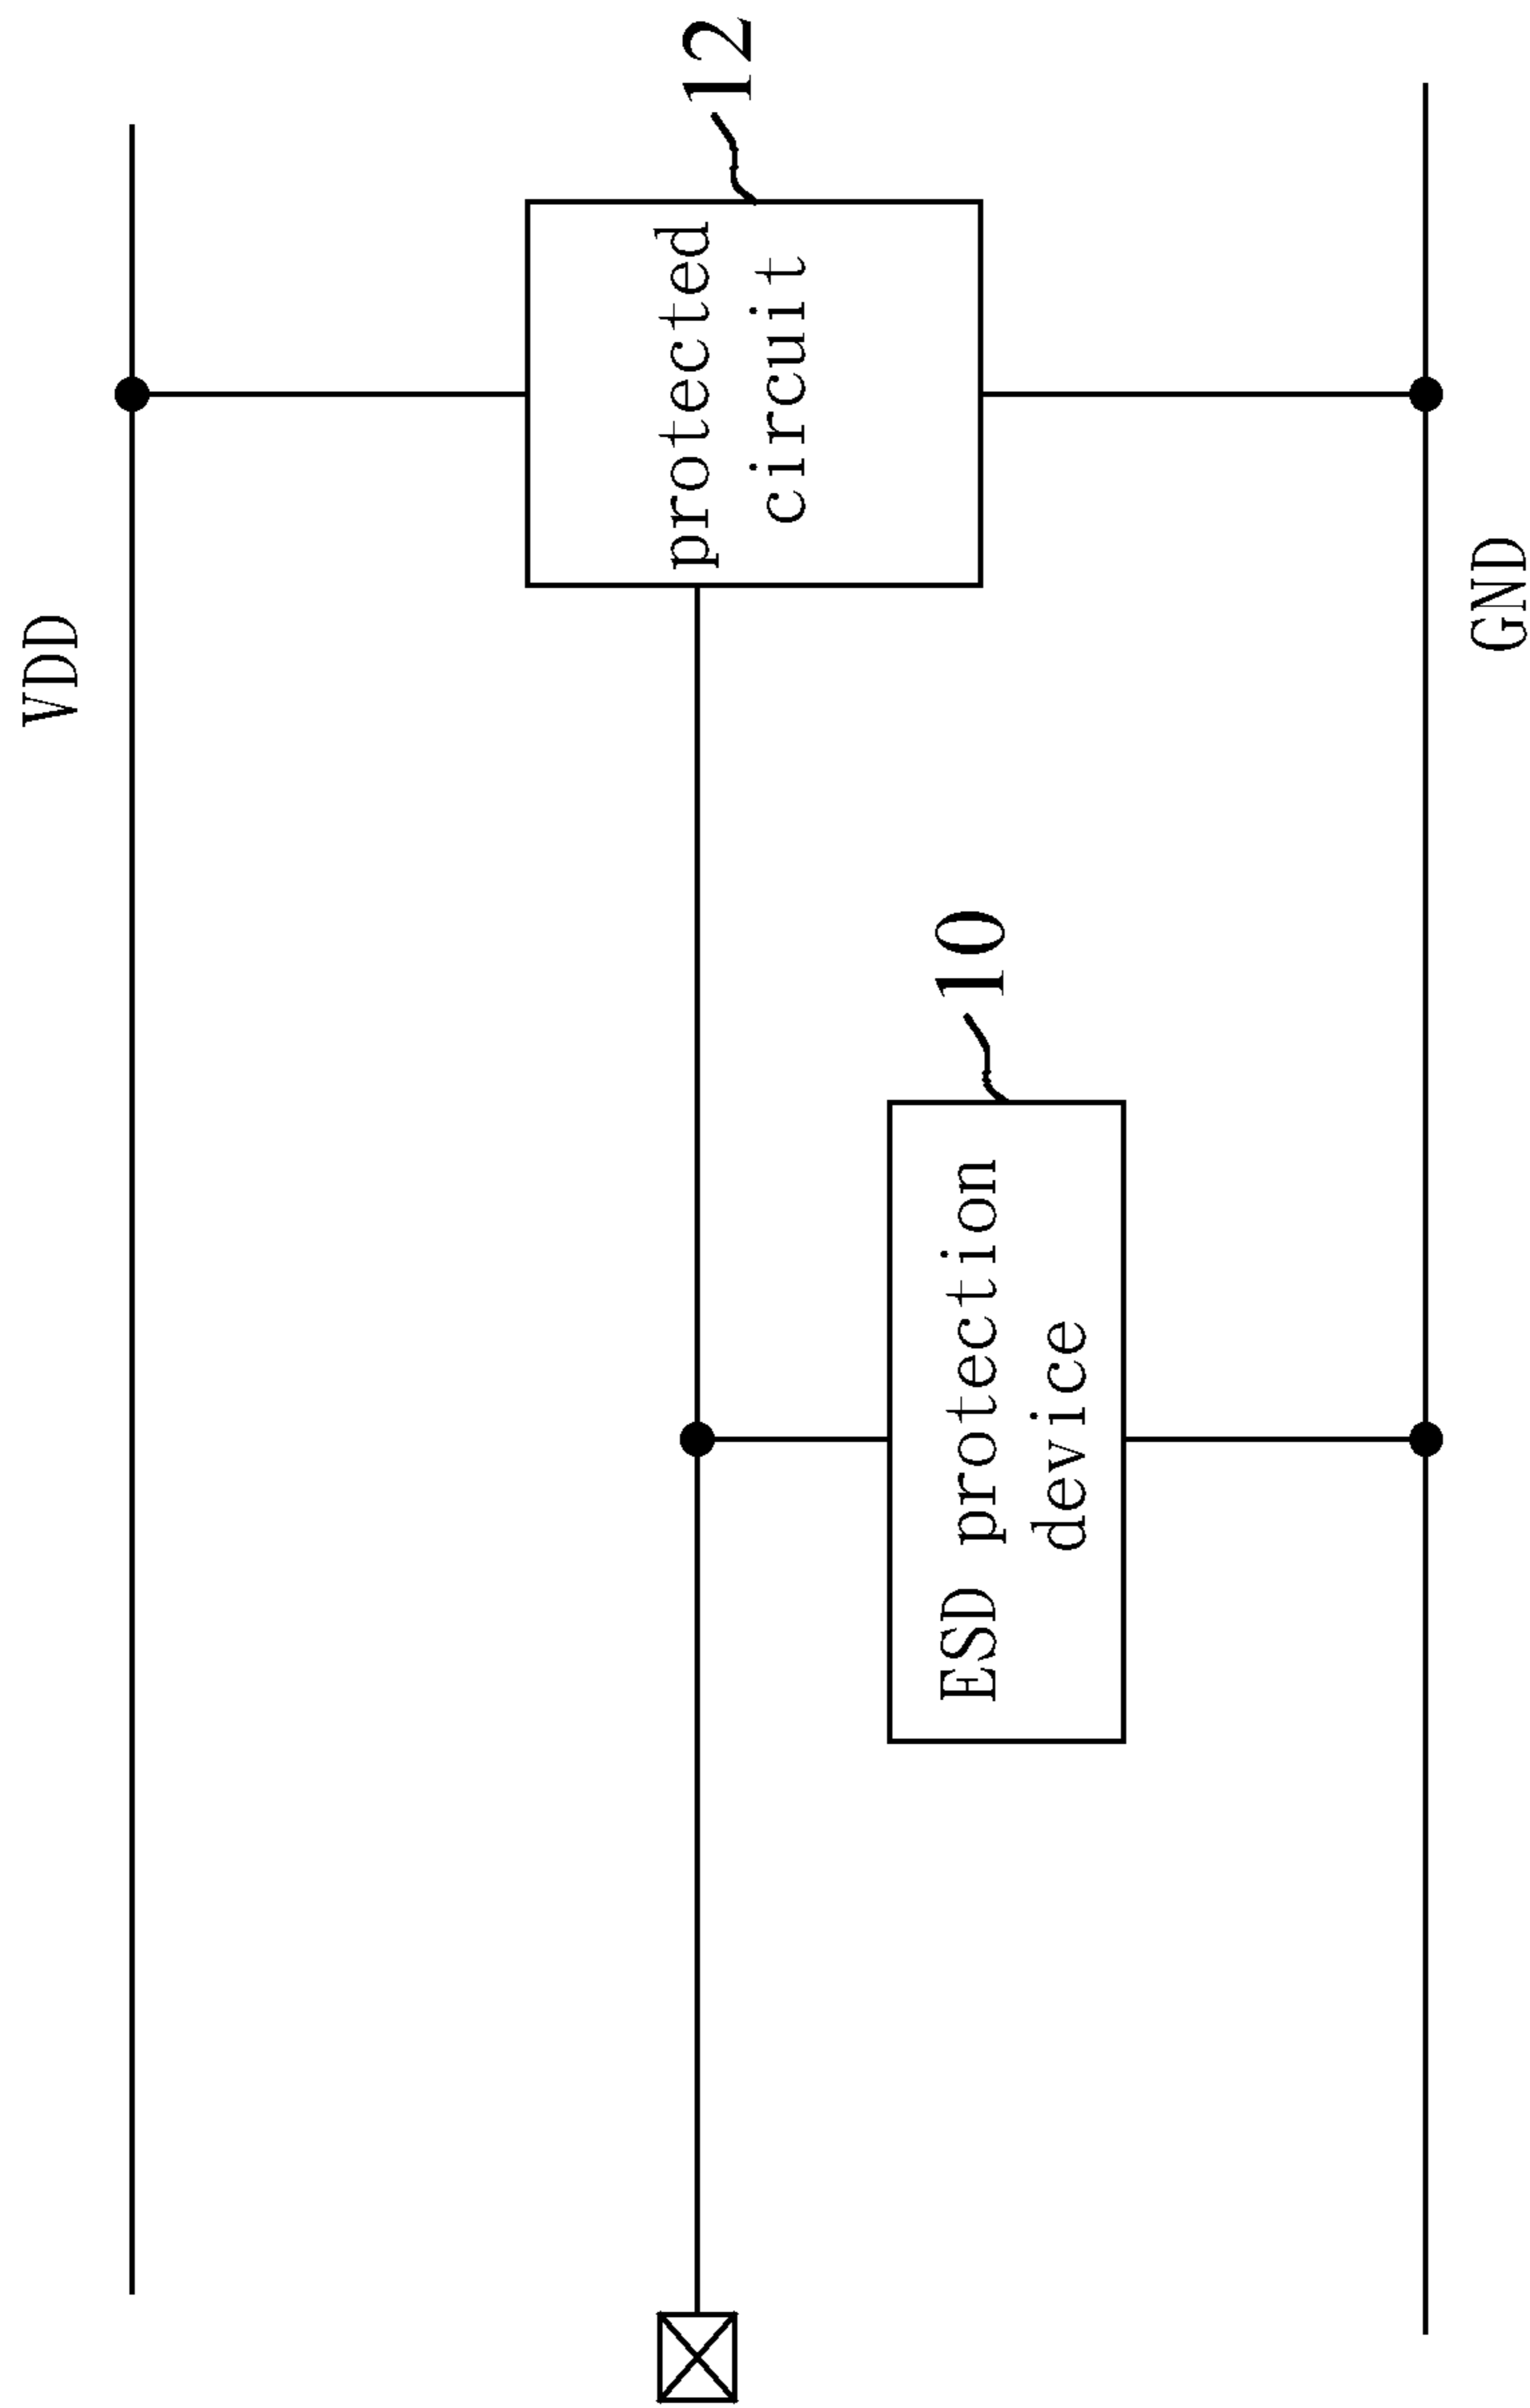 VDD
protected
circuit
12
ESD protection
device
10
GND